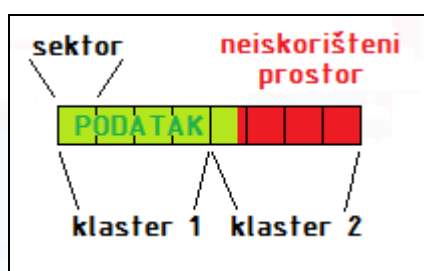 sektor
neiskorišteni
prostor
PODATAK
klaster 1
klaster 2